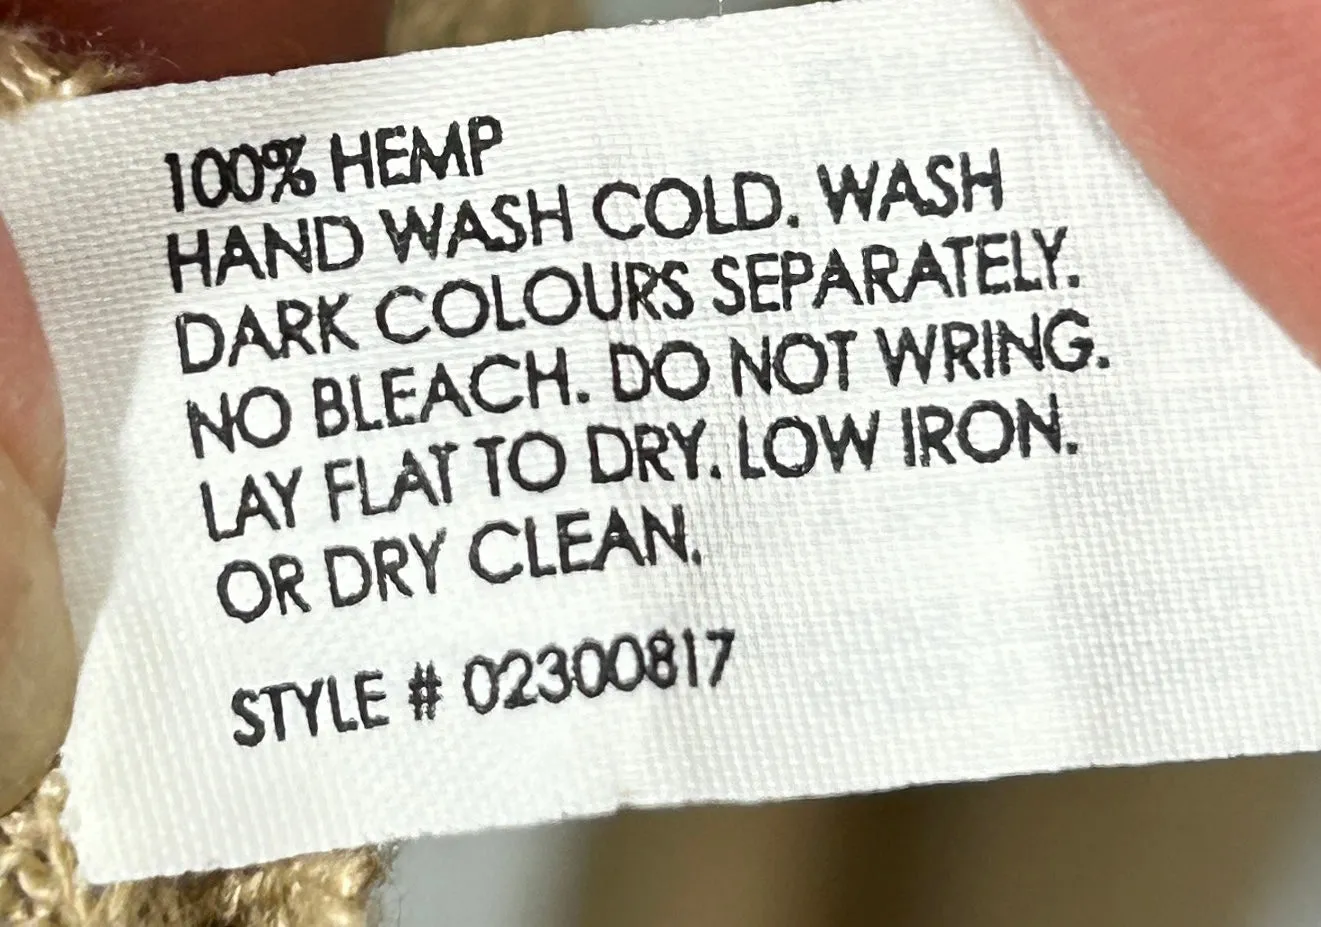 100% HEMP
HAND WASH COLD. WASH
DARK COLOURS SEPARATELY.
NO BLEACH. DO NOT WRING.
LAY FLAT TO DRY. LOW IRON.
OR DRY CLEAN.
STYLE # 02300817